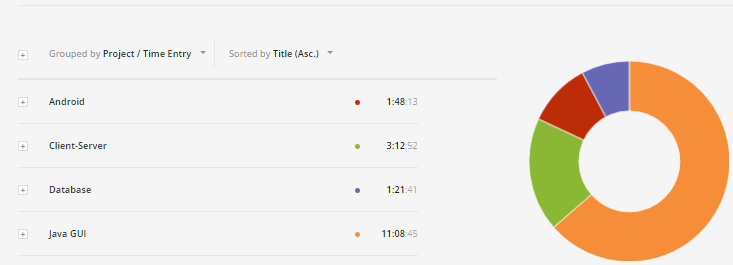 Grouped by Project / Time Entry Sorted by Title (Asc.)
Android 1:48:13
Client-Server 3:12:52
Database 1:21:41
Java GUI 11:08:45